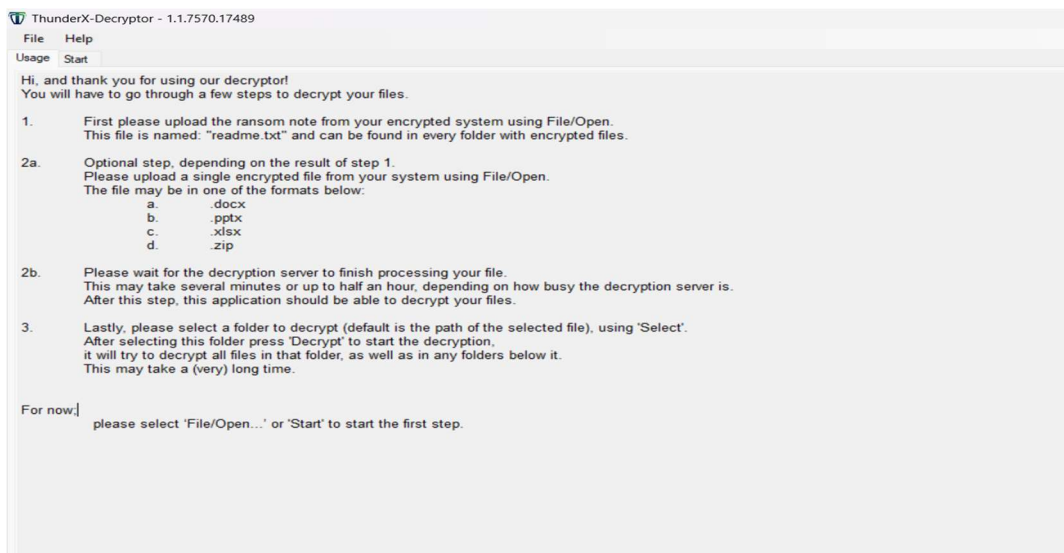 ThunderX-Decryptor - 1.1.7570.17489
File Help
Usage Start
Hi, and thank you for using our decryptor!
You will have to go through a few steps to decrypt your files.
1. First please upload the ransom note from your encrypted system using File/Open.
This file is named: "readme.txt" and can be found in every folder with encrypted files.
2a. Optional step, depending on the result of step 1.
Please upload a single encrypted file from your system using File/Open.
The file may be in one of the formats below:
a. .docx
b. .pptx
c. .xlsx
d. .zip
2b. Please wait for the decryption server to finish processing your file.
This may take several minutes or up to half an hour, depending on how busy the decryption server is.
After this step, this application should be able to decrypt your files.
3. Lastly, please select a folder to decrypt (default is the path of the selected file), using 'Select'.
After selecting this folder press 'Decrypt' to start the decryption,
it will try to decrypt all files in that folder, as well as in any folders below it.
This may take a (very) long time.
For now;
please select 'File/Open...' or 'Start' to start the first step.